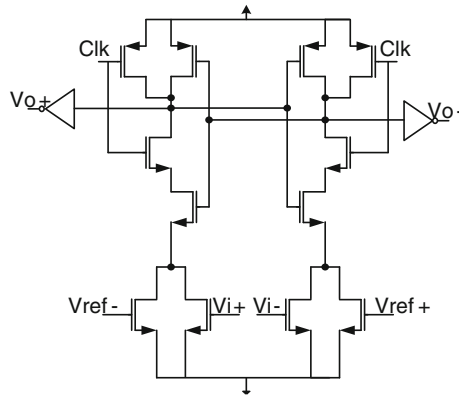 Clk
Clk
Vo+
Vo-
Vref-
Vi+
Vi-
Vref+